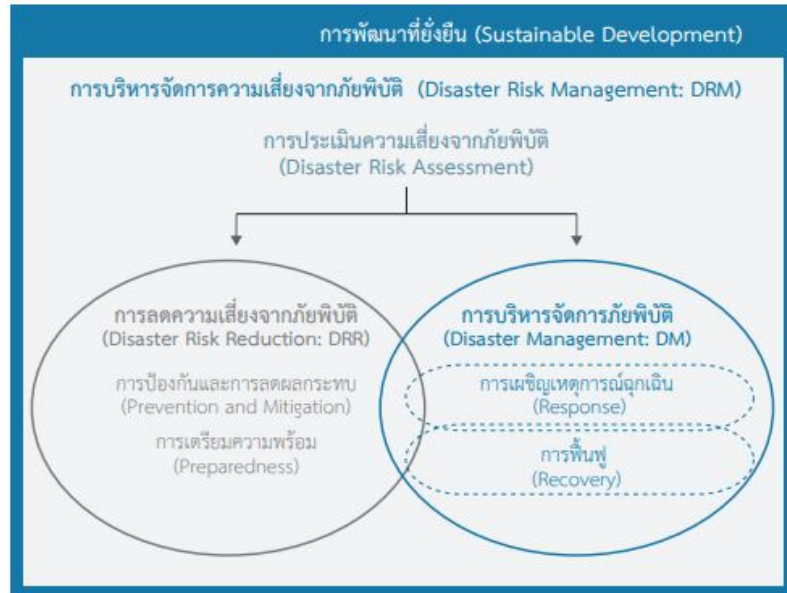 การพัฒนาที่ยั่งยืน (Sustainable Development)
การบริหารจัดการความเสี่ยงจากภัยพิบัติ (Disaster Risk Management: DRM)
การประเมินความเสี่ยงจากภัยพิบัติ
(Disaster Risk Assessment)
การลดความเสี่ยงจากภัยพิบัติ
(Disaster Risk Reduction: DRR)
การป้องกันและการลดผลกระทบ
(Prevention and Mitigation)
การเตรียมความพร้อม
(Preparedness)
การบริหารจัดการภัยพิบัติ
(Disaster Management: DM)
การเผชิญเหตุการณ์ฉุกเฉิน
(Response)
การฟื้นฟู
(Recovery)